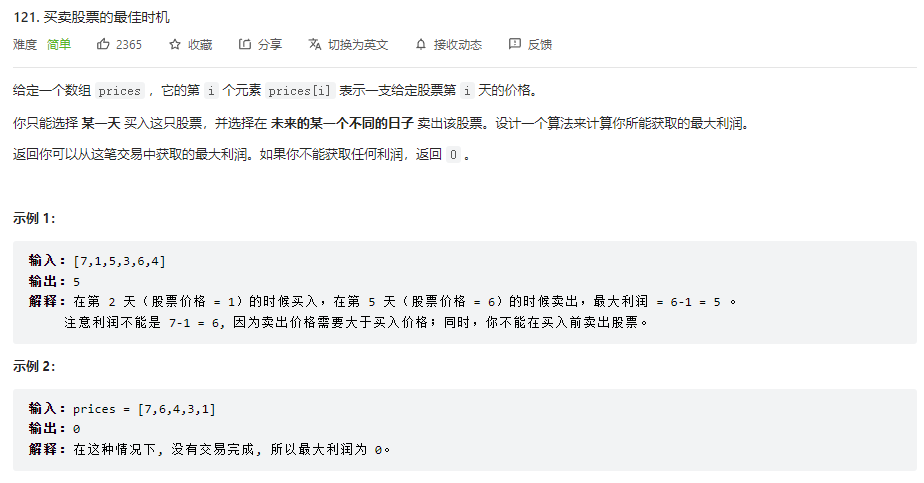 121. 买卖股票的最佳时机
难度 简单 2365 收藏 分享 切换为英文 接收动态 反馈
给定一个数组 prices ，它的第 i 个元素 prices[i] 表示一支给定股票第 i 天的价格。
你只能选择 某一天 买入这只股票，并选择在 未来的某一个不同的日子 卖出该股票。设计一个算法来计算你所能获取的最大利润。
返回你可以从这笔交易中获取的最大利润。如果你不能获取任何利润，返回 0 。
示例 1：
输入：[7,1,5,3,6,4]
输出：5
解释：在第 2 天（股票价格 = 1）的时候买入，在第 5 天（股票价格 = 6）的时候卖出，最大利润 = 6-1 = 5 。
注意利润不能是 7-1 = 6, 因为卖出价格需要大于买入价格；同时，你不能在买入前卖出股票。
示例 2：
输入：prices = [7,6,4,3,1]
输出：0
解释：在这种情况下, 没有交易完成, 所以最大利润为 0。